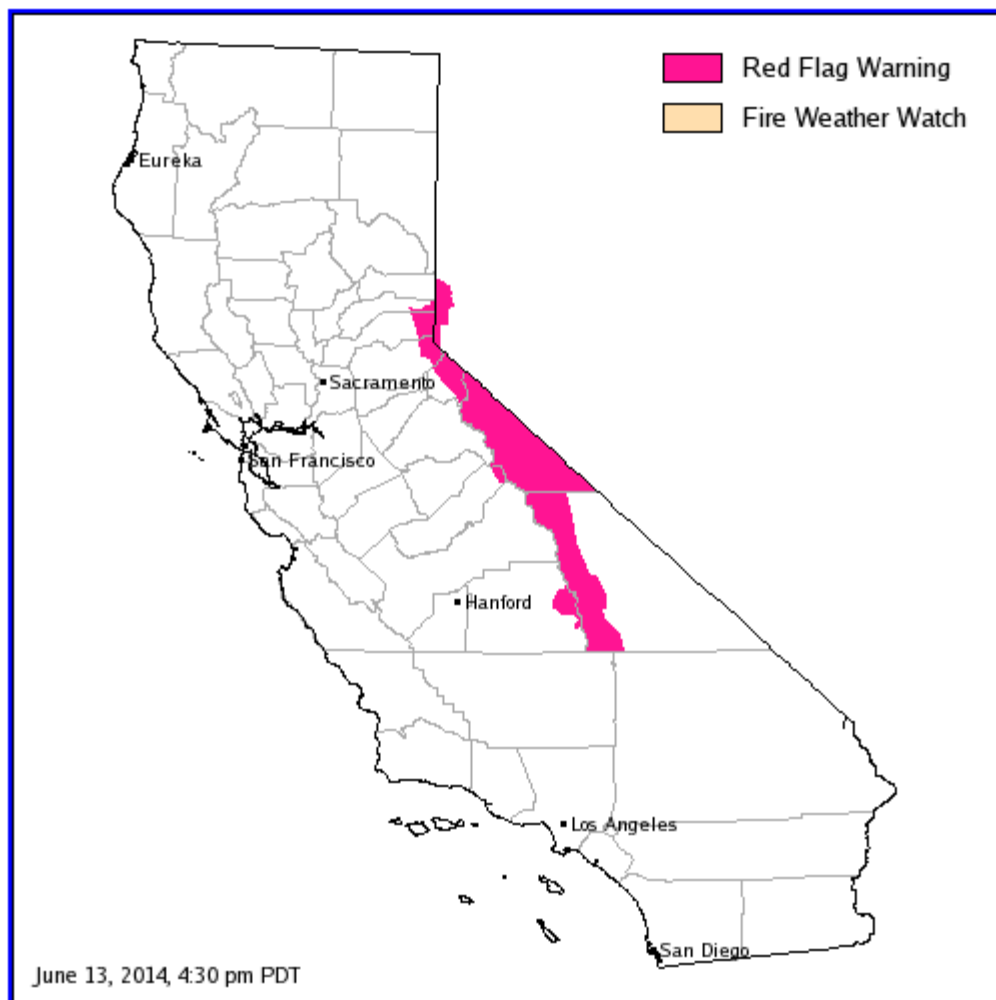 Red Flag Warning
Fire Weather Watch
Eureka
Sacramento
San Francisco
Hanford
Los Angeles
San Diego
June 13, 2014, 4:30 pm PDT